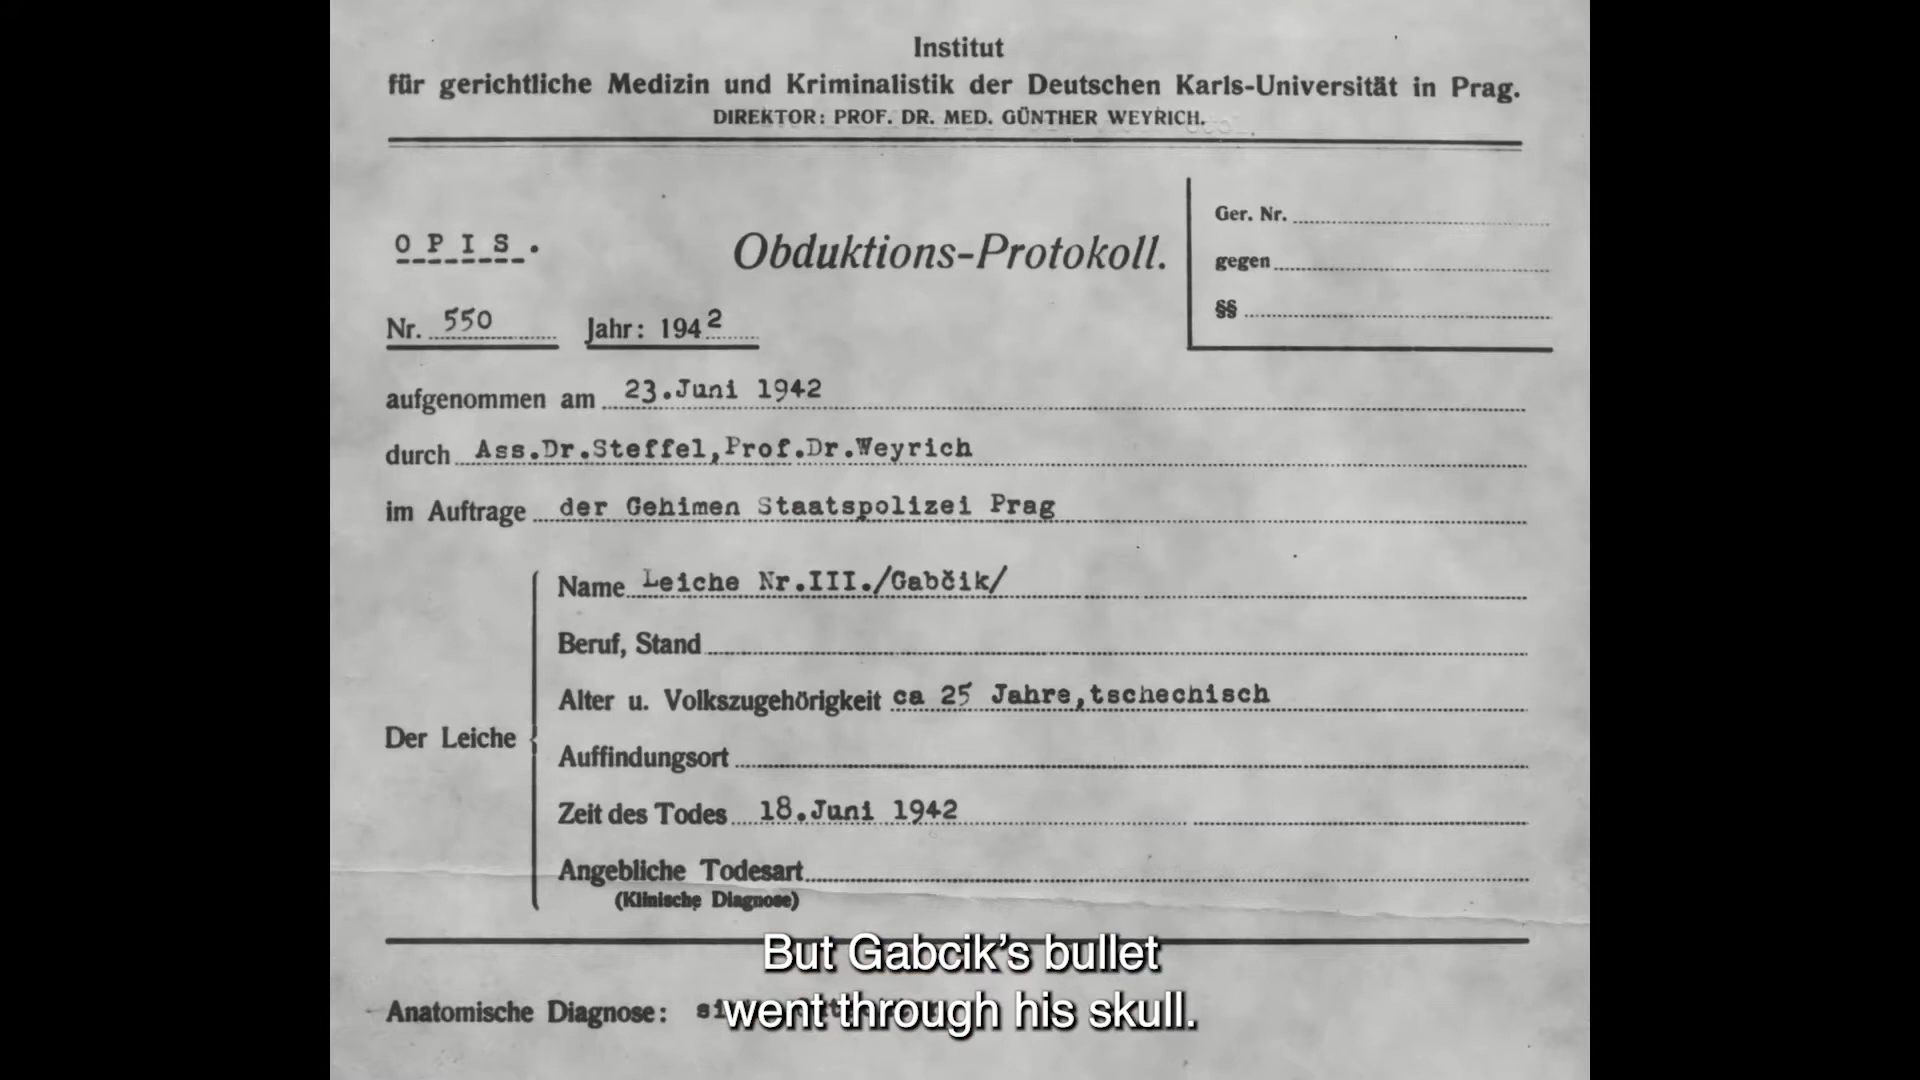 Institut
für gerichtliche Medizin und Kriminalistik der Deutschen Karls-Universität in Prag.
DIREKTOR: PROF. DR. MED. GÜNTHER WEYRICH.
Ger. Nr.
gegen
§§
OPIS.
Obduktions-Protokoll.
Nr. 550 Jahr: 1942
aufgenommen am 23.Juni 1942
durch Ass.Dr.Steffel,Prof.Dr.Weyrich
im Auftrage der Gehimen Staatspolizei Prag
Der Leiche
Name Leiche Nr.III./Gabčik/
Beruf, Stand
Alter u. Volkszugehörigkeit ca 25 Jahre,tschechisch
Auffindungsort
Zeit des Todes 18.Juni 1942
Angebliche Todesart
(Klinische Diagnose)
Anatomische Diagnose:
But Gabcik's bullet
went through his skull.